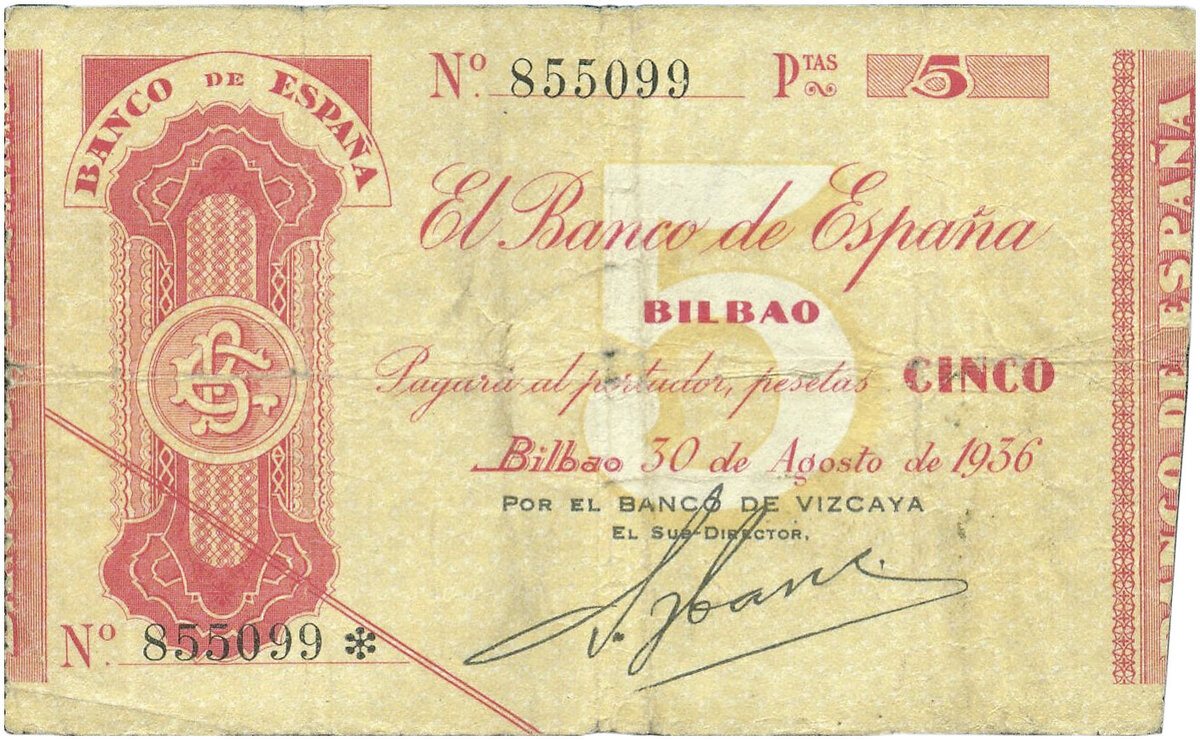 BANCO DE ESPAÑA
Nº. 855099 PTAS 5
El Banco de España
BILBAO
Pagará al portador, pesetas CINCO
Bilbao 30 de Agosto de 1936
POR EL BANCO DE VIZCAYA
EL SUB-DIRECTOR,
Nº. 855099 *
5
BANCO DE ESPAÑA